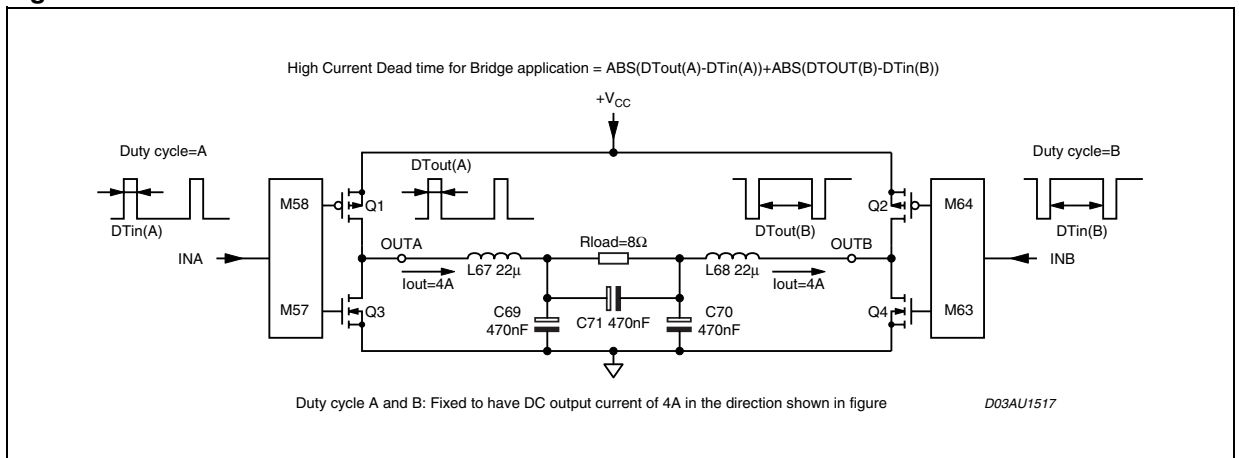 High Current Dead time for Bridge application = ABS(DTout(A)-DTin(A))+ABS(DTOUT(B)-DTin(B))
+VCC
Duty cycle=A
DTout(A)
Duty cycle=B
M58
Q1
Q2
M64
DTin(A)
DTout(B)
DTin(B)
OUTA
Rload=8Ω
OUTB
INA
INB
L67 22μ
L68 22μ
Iout=4A
Iout=4A
M57
Q3
C69
470nF
C71 470nF
C70
470nF
Q4
M63
Duty cycle A and B: Fixed to have DC output current of 4A in the direction shown in figure
D03AU1517